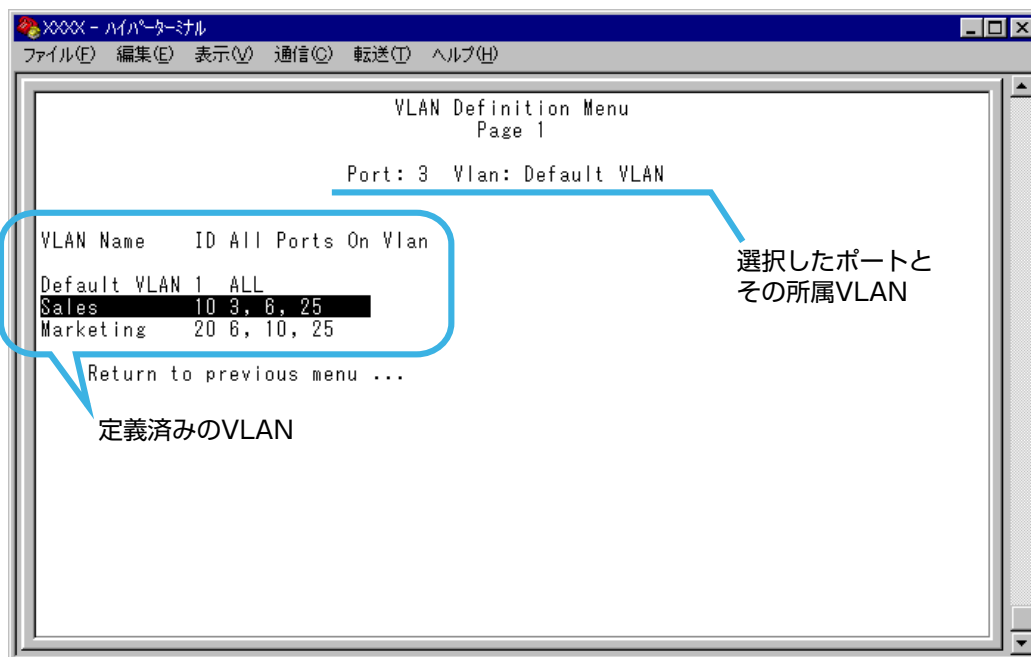 XXXX - ﾊｲﾊﾟｰﾀｰﾐﾅﾙ
ファイル(F) 編集(E) 表示(V) 通信(C) 転送(T) ヘルプ(H)
VLAN Definition Menu
Page 1
Port: 3 Vlan: Default VLAN
VLAN Name ID All Ports On Vlan
Default VLAN 1 ALL
Sales 10 3, 6, 25
Marketing 20 6, 10, 25
Return to previous menu ...
選択したポートと
その所属VLAN
定義済みのVLAN